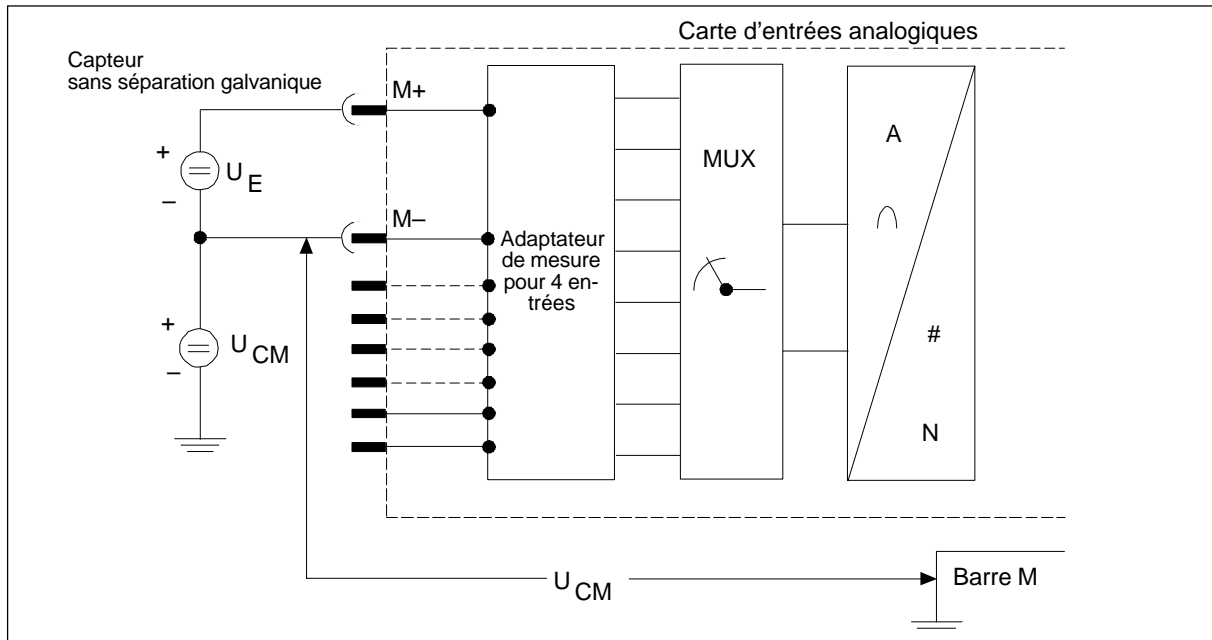 Carte d'entrées analogiques
Capteur
sans séparation galvanique
M+
+
U E
–
M–
Adaptateur
de mesure
pour 4 en-
trées
MUX
A
#
N
+
U CM
–
U CM
Barre M